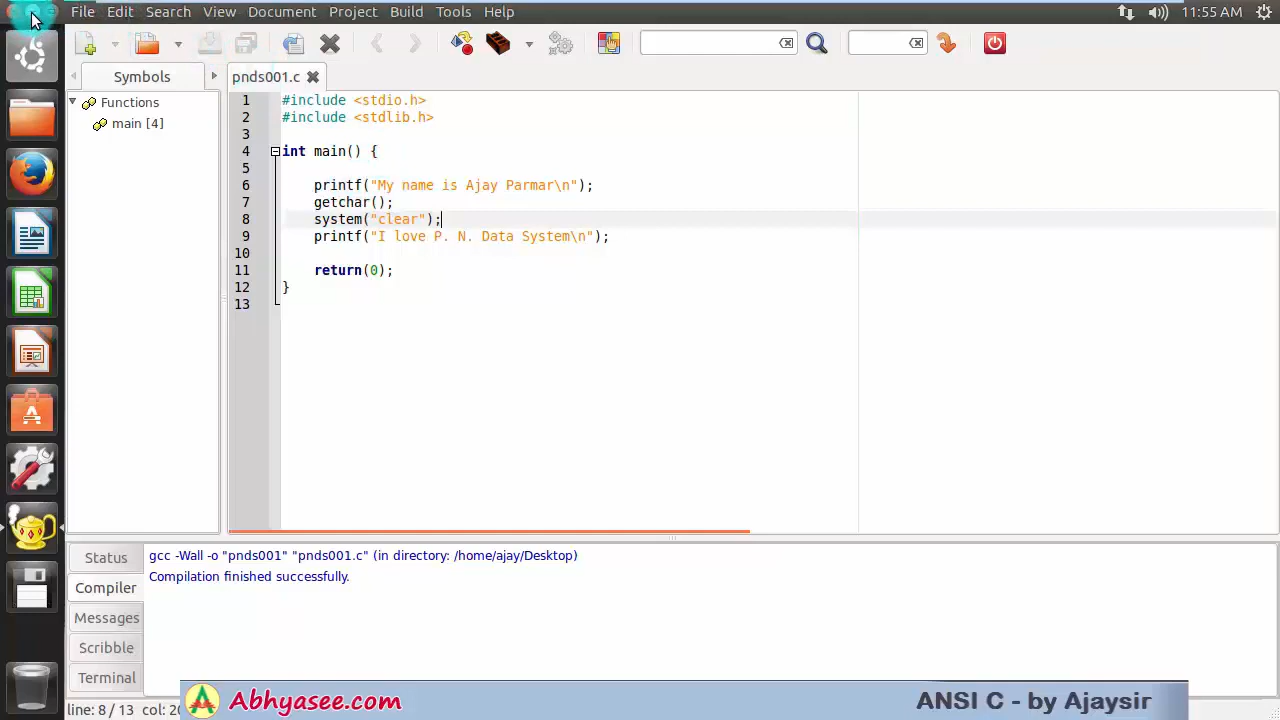 File Edit Search View Document Project Build Tools Help 11:55 AM
Symbols pnds001.c
Functions
main [4]
1 #include <stdio.h>
2 #include <stdlib.h>
3
4 int main() {
5
6 printf("My name is Ajay Parmar\n");
7 getchar();
8 system("clear");
9 printf("I love P. N. Data System\n");
10
11 return(0);
12 }
13
Status
Compiler
Messages
Scribble
Terminal
gcc -Wall -o "pnds001" "pnds001.c" (in directory: /home/ajay/Desktop)
Compilation finished successfully.
line: 8 / 13 col:
Abhyasee.com ANSI C - by Ajaysir